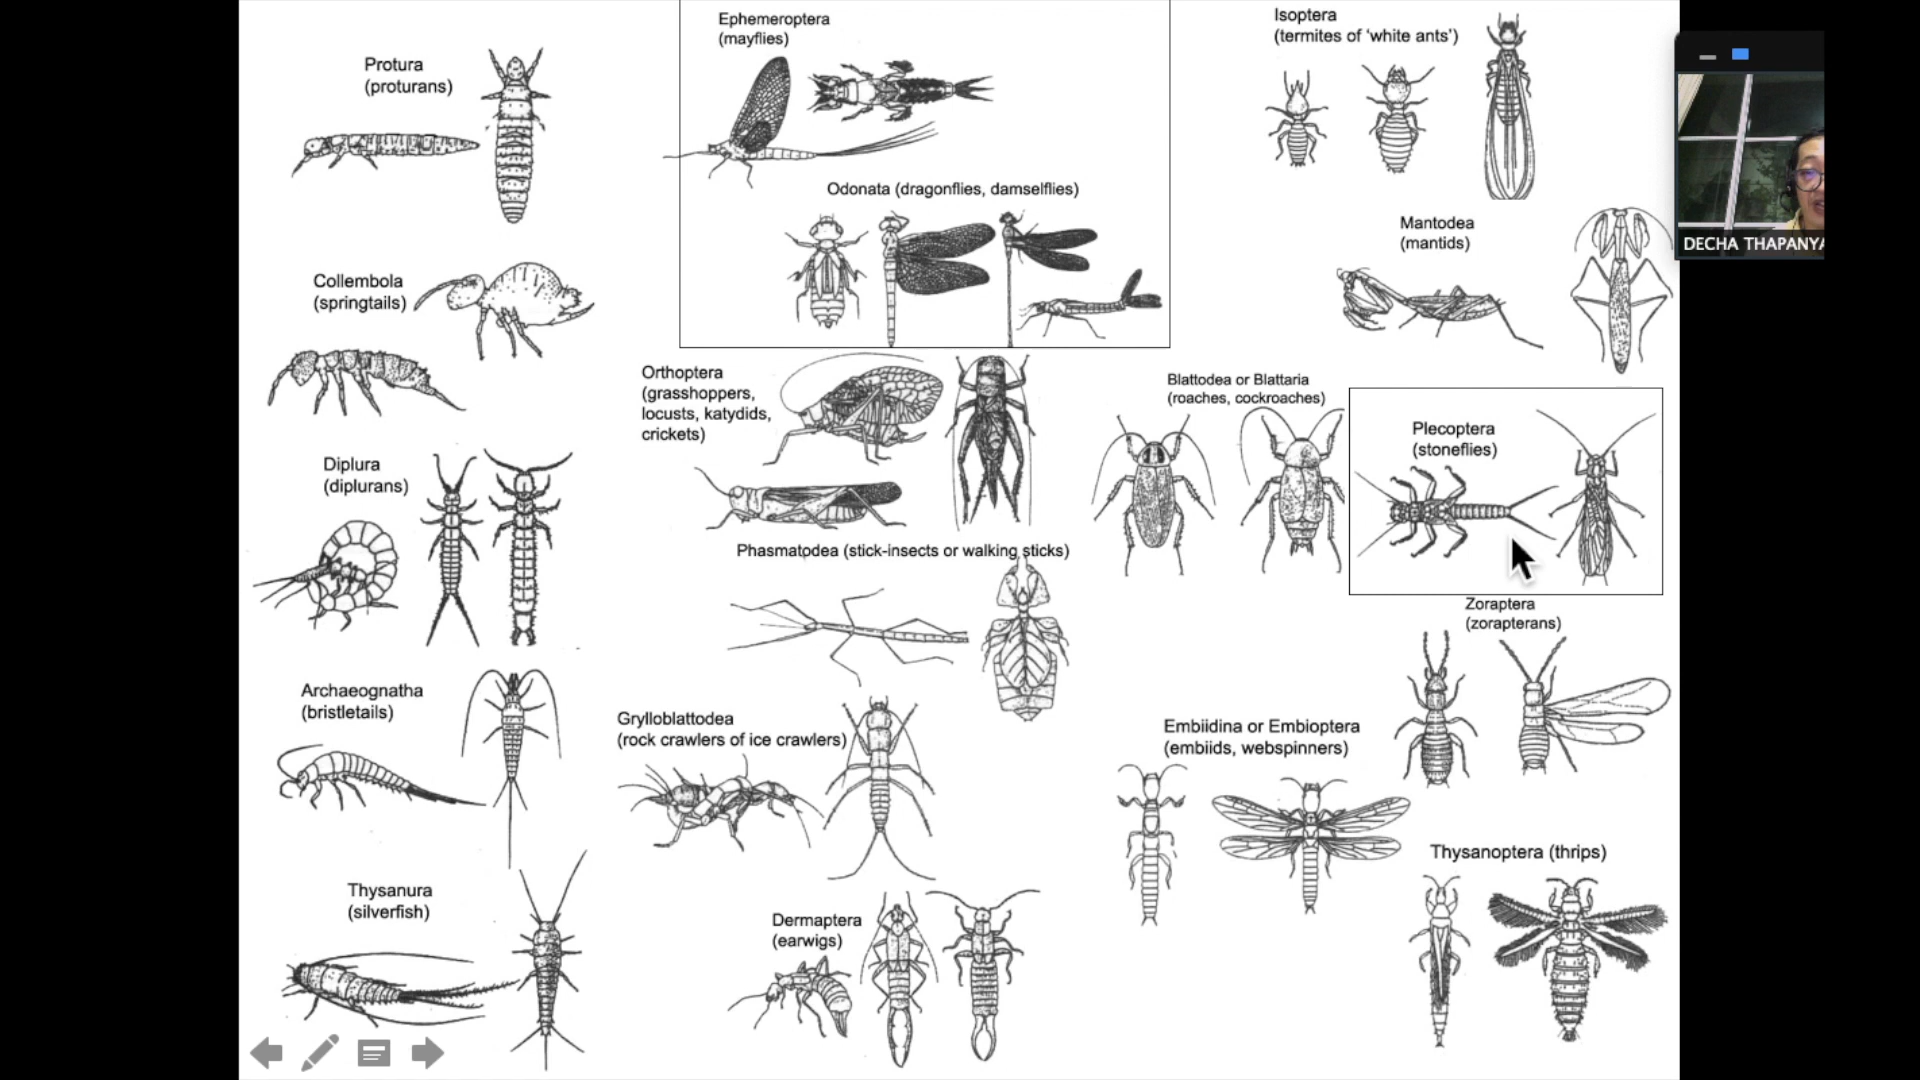 Protura
(proturans)
Collembola
(springtails)
Diplura
(diplurans)
Archaeognatha
(bristletails)
Thysanura
(silverfish)
Ephemeroptera
(mayflies)
Odonata (dragonflies, damselflies)
Orthoptera
(grasshoppers,
locusts, katydids,
crickets)
Phasmatodea (stick-insects or walking sticks)
Grylloblattodea
(rock crawlers of ice crawlers)
Dermaptera
(earwigs)
Isoptera
(termites of ‘white ants’)
Mantodea
(mantids)
Blattodea or Blattaria
(roaches, cockroaches)
Plecoptera
(stoneflies)
Zoraptera
(zorapterans)
Embiidina or Embioptera
(embiids, webspinners)
Thysanoptera (thrips)
DECHA THAPANYA